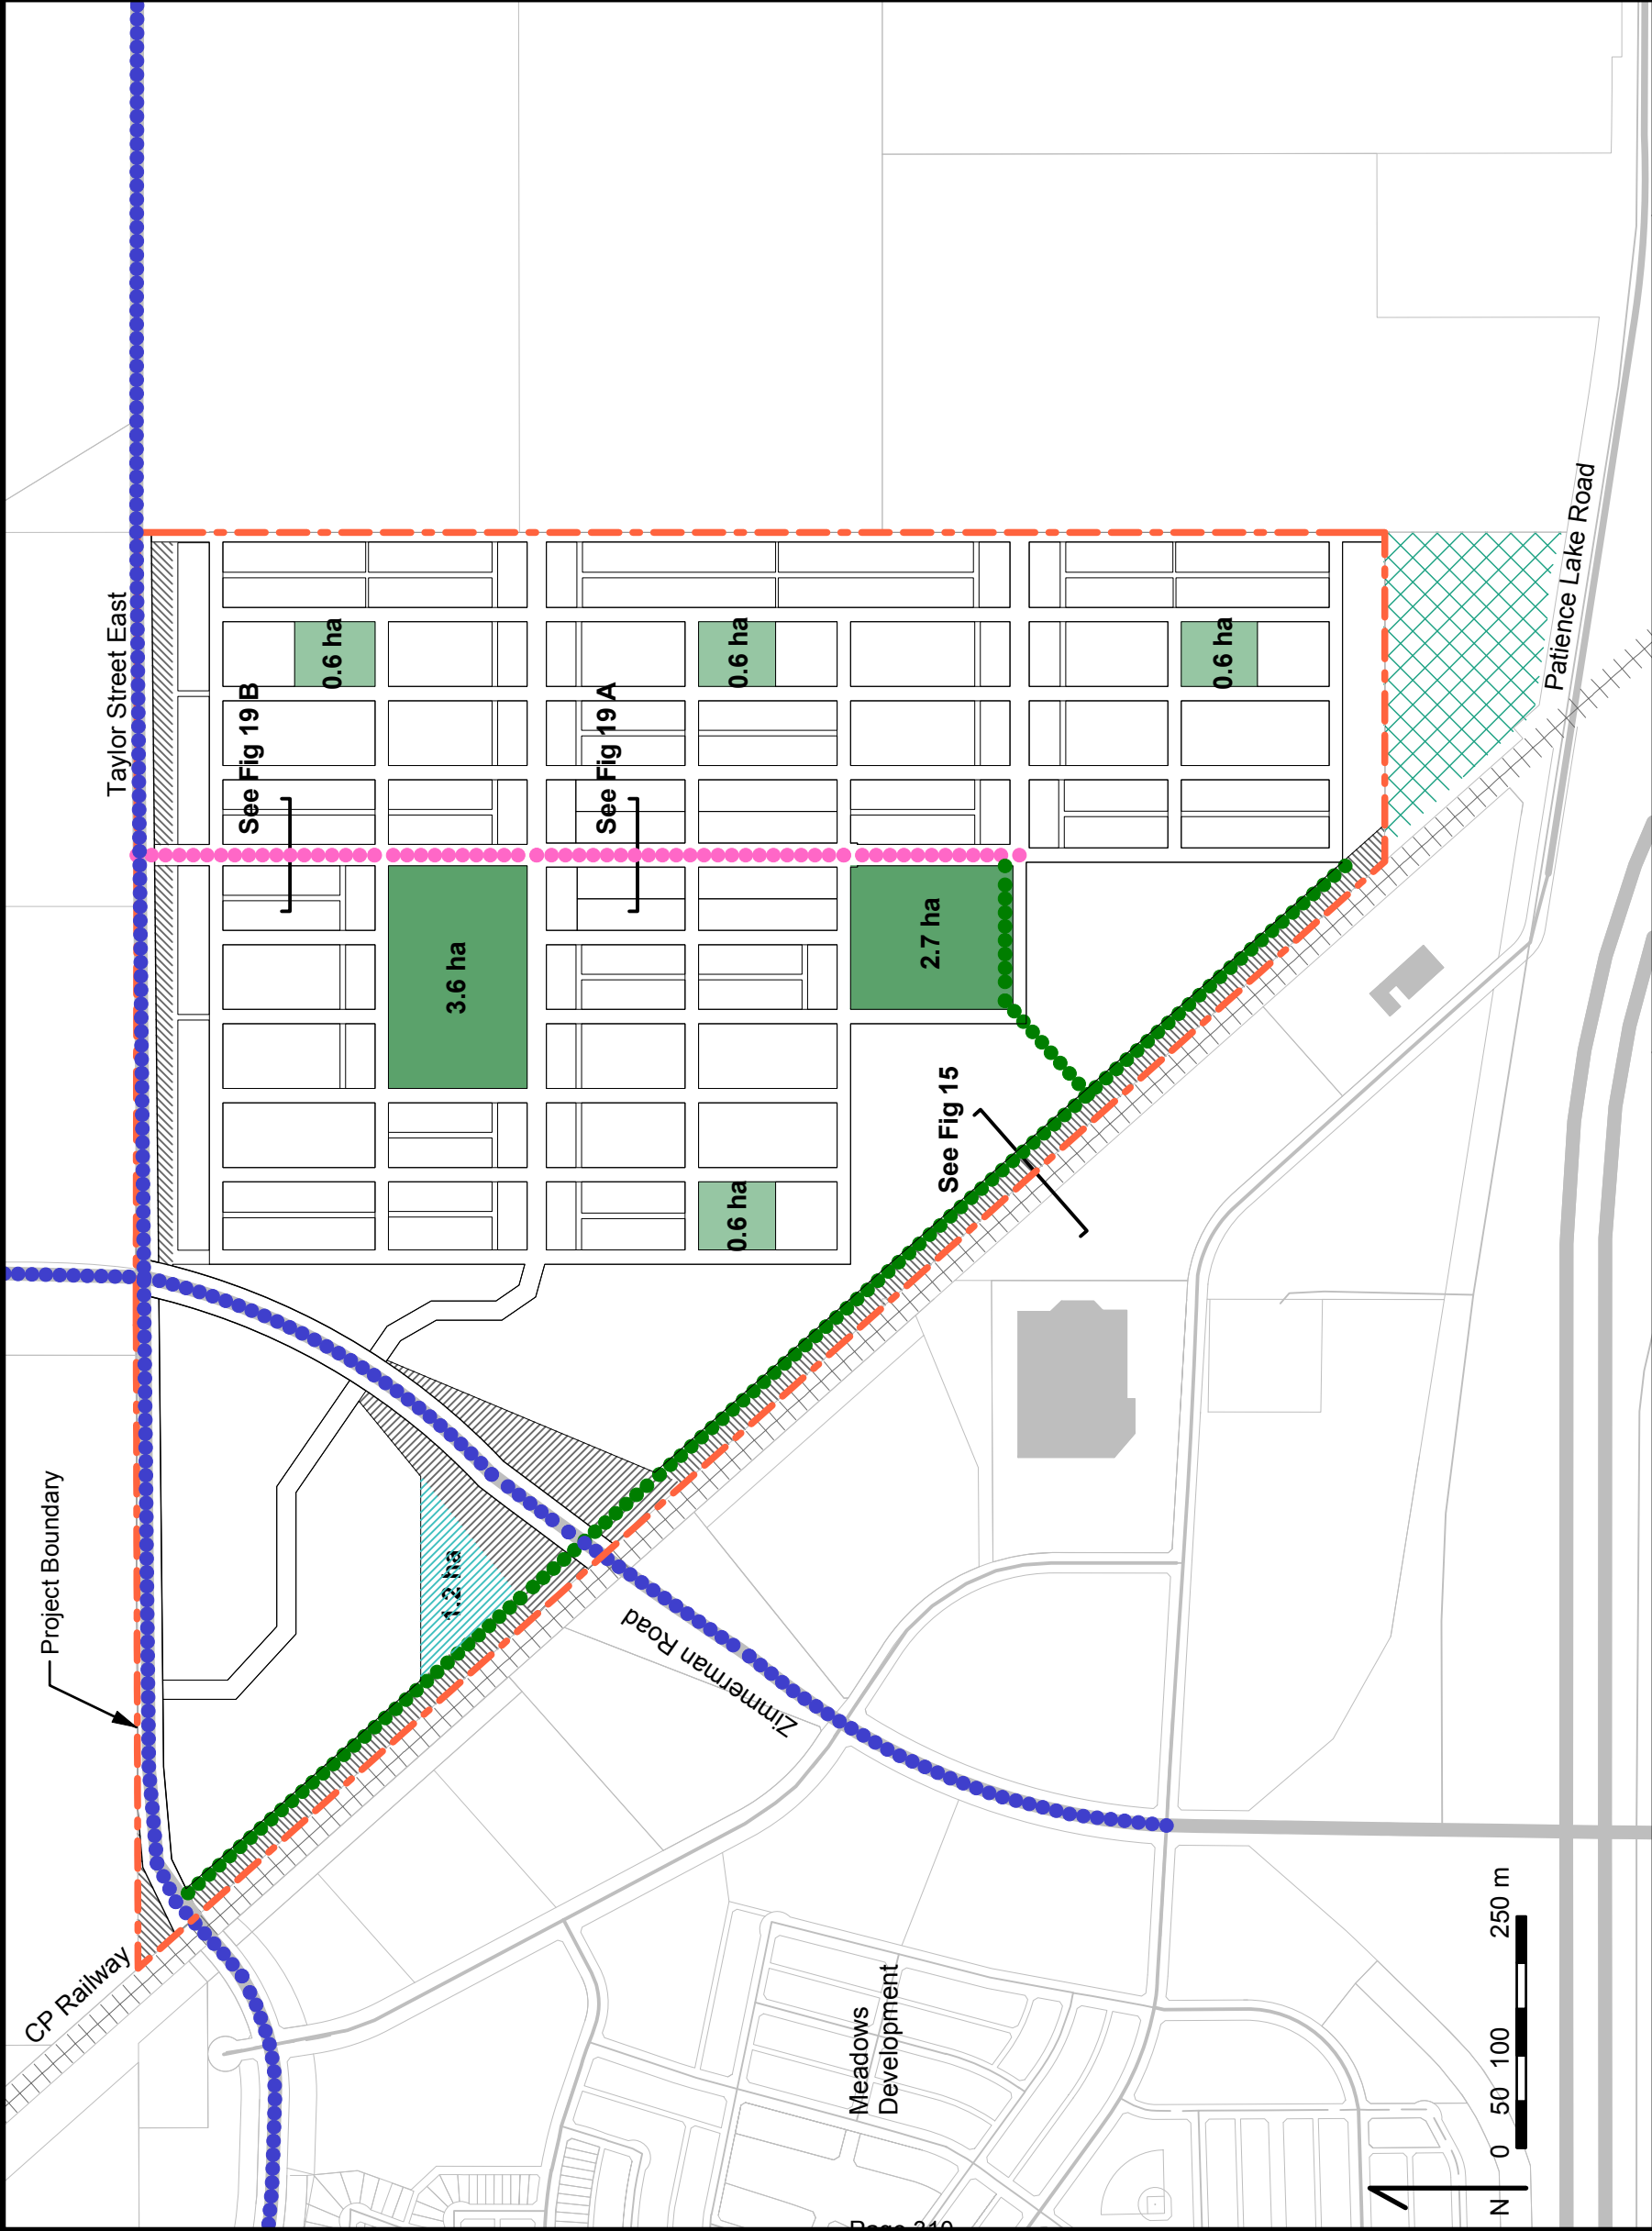 CP Railway
Project Boundary
Taylor Street East
See Fig 19 B
0.6 ha
3.6 ha
See Fig 19 A
0.6 ha
0.6 ha
2.7 ha
0.6 ha
See Fig 15
1.2 ha
Zimmerman Road
Patience Lake Road
Meadows
Development
N
0 50 100 250 m
Page 210